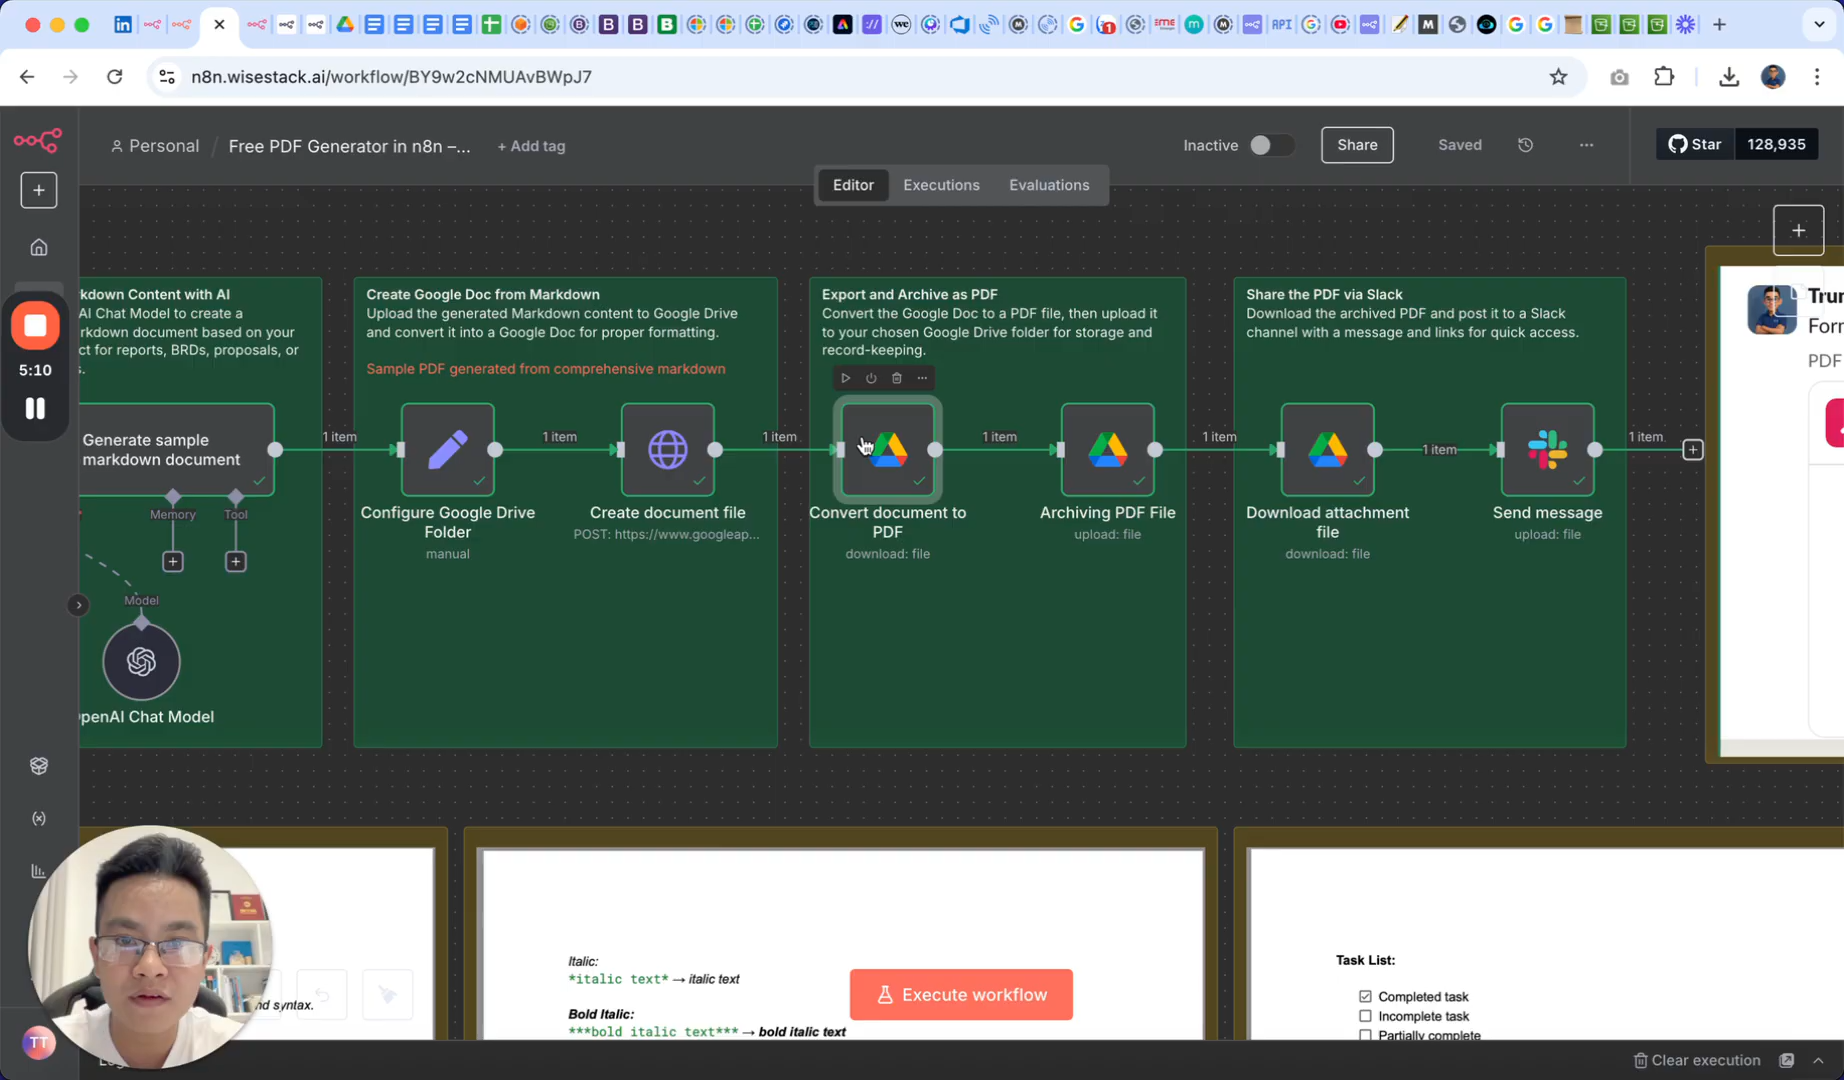 n8n.wisestack.ai/workflow/BY9w2cNMUAvBWpJ7
Personal / Free PDF Generator in n8n –... + Add tag
Inactive
Share
Saved
Star 128,935
Editor Executions Evaluations
kdown Content with AI
AI Chat Model to create a
rkdown document based on your
ct for reports, BRDs, proposals, or
s.
Create Google Doc from Markdown
Upload the generated Markdown content to Google Drive
and convert it into a Google Doc for proper formatting.
Sample PDF generated from comprehensive markdown
Export and Archive as PDF
Convert the Google Doc to a PDF file, then upload it
to your chosen Google Drive folder for storage and
record-keeping.
Share the PDF via Slack
Download the archived PDF and post it to a Slack
channel with a message and links for quick access.
Trun
Forr
PDF
5:10
Generate sample
markdown document
1 item
1 item
1 item
1 item
1 item
1 item
1 item
Memory
Tool
Model
OpenAI Chat Model
Configure Google Drive
Folder
manual
Create document file
POST: https://www.googleap...
Convert document to
PDF
download: file
Archiving PDF File
upload: file
Download attachment
file
download: file
Send message
upload: file
nd syntax.
Italic:
*italic text* → italic text
Bold Italic:
***bold italic text*** → bold italic text
Execute workflow
Task List:
Completed task
Incomplete task
Partially complete
TT
Clear execution